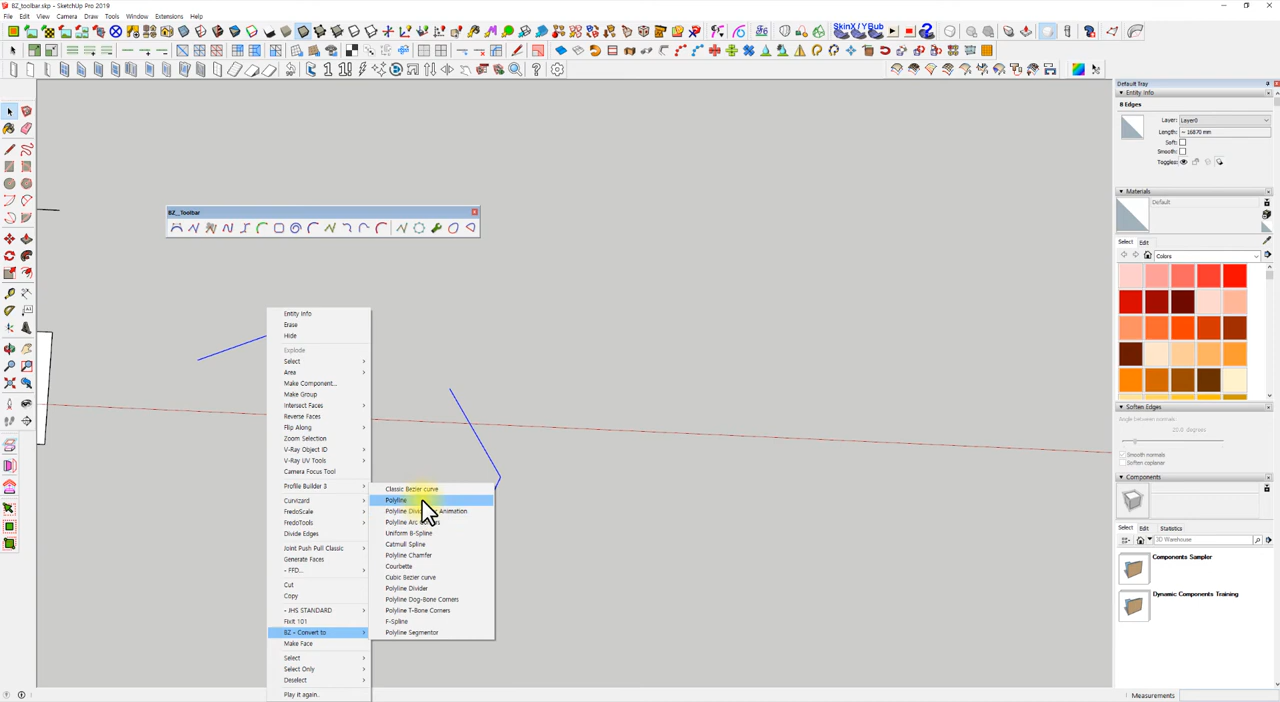 BZ_toolbar.skp - SketchUp Pro 2019
File Edit View Camera Draw Tools Window Extensions Help
SkinX/YBub
Default Tray
Entity Info
8 Edges
Layer: Layer0
Length: ~ 16870 mm
Soft:
Smooth:
Toggles:
Materials
Default
Select Edit
Colors
Soften Edges
Angle between normals
20.0 degrees
Smooth normals
Soften coplanar
Components
Select Edit Statistics
3D Warehouse
Components Sampler
Dynamic Components Training
BZ__Toolbar
Entity Info
Erase
Hide
Explode
Select
Area
Make Component...
Make Group
Intersect Faces
Reverse Faces
Flip Along
Zoom Selection
V-Ray Object ID
V-Ray UV Tools
Camera Focus Tool
Profile Builder 3
Curvizard
FredoScale
FredoTools
Divide Edges
Joint Push Pull Classic
Generate Faces
- FFD...
Cut
Copy
- JHS STANDARD
Fixit 101
BZ - Convert to
Make Face
Select
Select Only
Deselect
Play it again..
Classic Bezier curve
Polyline
Animation
Polyline Arc
Uniform B-Spline
Catmull Spline
Polyline Chamfer
Courbette
Cubic Bezier curve
Polyline Divider
Polyline Dog-Bone Corners
Polyline T-Bone Corners
F-Spline
Polyline Segmentor
Measurements